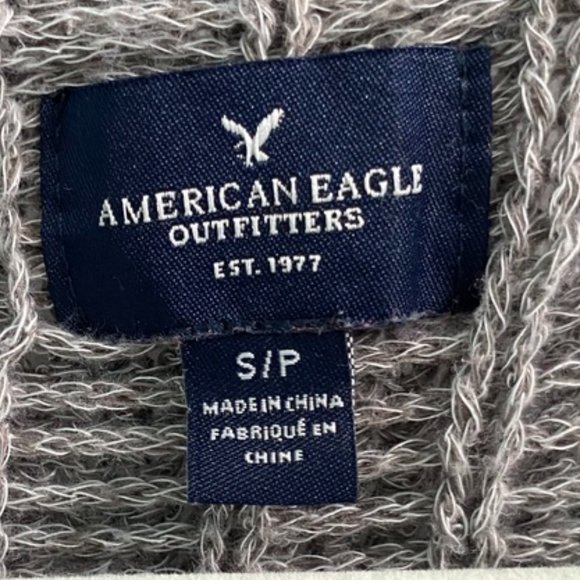 AMERICAN EAGLE
OUTFITTERS
EST. 1977
S/P
MADE IN CHINA
FABRIQUÉ EN
CHINE